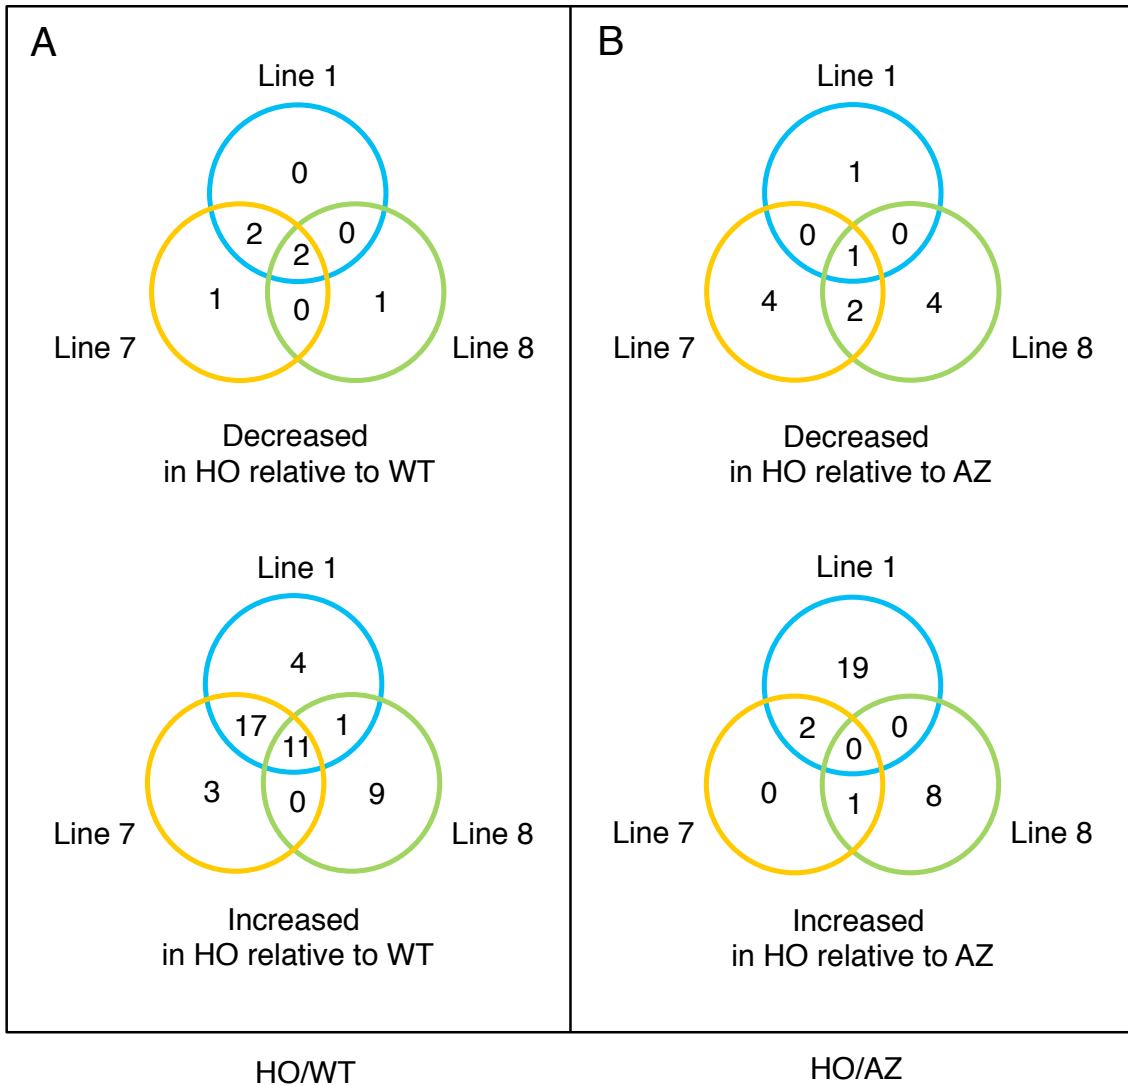 A
Line 1
0
2
0
2
1
0
1
Line 7
Line 8
Decreased
in HO relative to WT
Line 1
4
17
1
11
3
0
9
Line 7
Line 8
Increased
in HO relative to WT
HO/WT
B
Line 1
1
0
0
1
4
2
4
Line 7
Line 8
Decreased
in HO relative to AZ
Line 1
19
2
0
0
0
1
8
Line 7
Line 8
Increased
in HO relative to AZ
HO/AZ